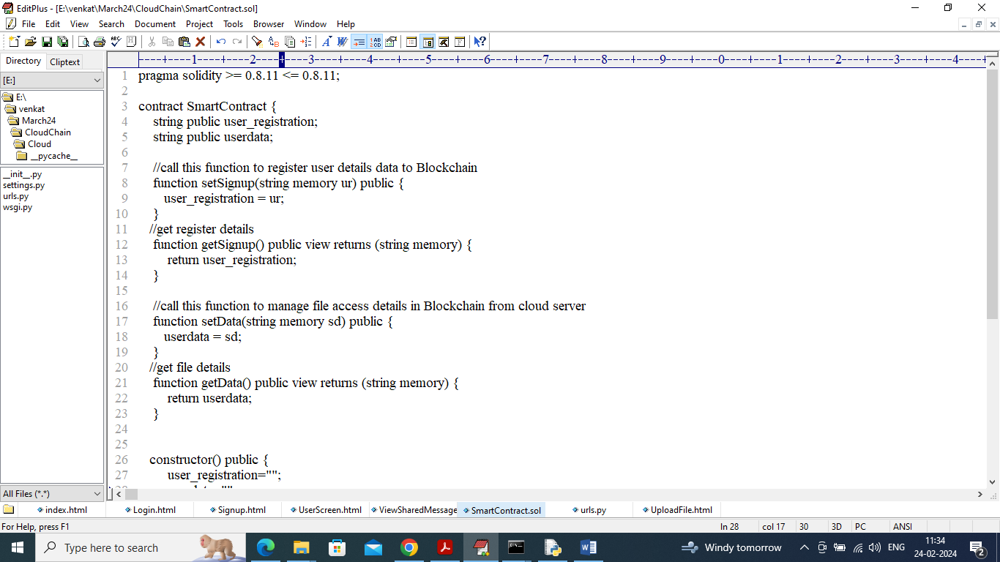 EditPlus - [E:\venkat\March24\CloudChain\SmartContract.sol]
File Edit View Search Document Project Tools Browser Window Help
Directory Cliptext
----+----1----+----2----+----3----+----4----+----5----+----6----+----7----+----8----+----9----+----0----+----1----+----2----+----3----+----4----+
[E:]
E:\
venkat
March24
CloudChain
Cloud
__pycache__
__init__.py
settings.py
urls.py
wsgi.py
All Files (*.*)
1 pragma solidity >= 0.8.11 <= 0.8.11;
2
3 contract SmartContract {
4 string public user_registration;
5 string public userdata;
6
7 //call this function to register user details data to Blockchain
8 function setSignup(string memory ur) public {
9 user_registration = ur;
10 }
11 //get register details
12 function getSignup() public view returns (string memory) {
13 return user_registration;
14 }
15
16 //call this function to manage file access details in Blockchain from cloud server
17 function setData(string memory sd) public {
18 userdata = sd;
19 }
20 //get file details
21 function getData() public view returns (string memory) {
22 return userdata;
23 }
24
25
26 constructor() public {
27 user_registration="";
index.html Login.html Signup.html UserScreen.html ViewSharedMessage SmartContract.sol urls.py UploadFile.html
For Help, press F1 ln 28 col 17 30 3D PC ANSI
Type here to search Windy tomorrow ENG 11:34
24-02-2024
2